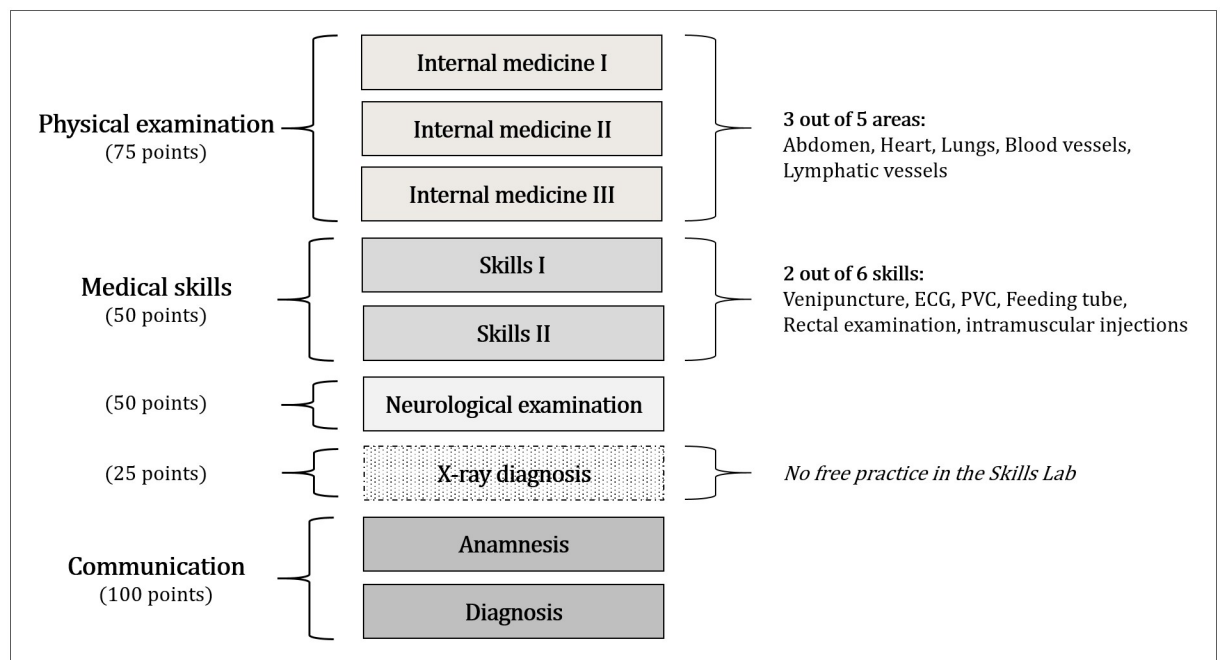 Internal medicine I
Physical examination
(75 points)
Internal medicine II
Internal medicine III
3 out of 5 areas:
Abdomen, Heart, Lungs, Blood vessels,
Lymphatic vessels
Medical skills
(50 points)
Skills I
Skills II
2 out of 6 skills:
Venipuncture, ECG, PVC, Feeding tube,
Rectal examination, intramuscular injections
(50 points)
Neurological examination
(25 points)
X-ray diagnosis
No free practice in the Skills Lab
Communication
(100 points)
Anamnesis
Diagnosis